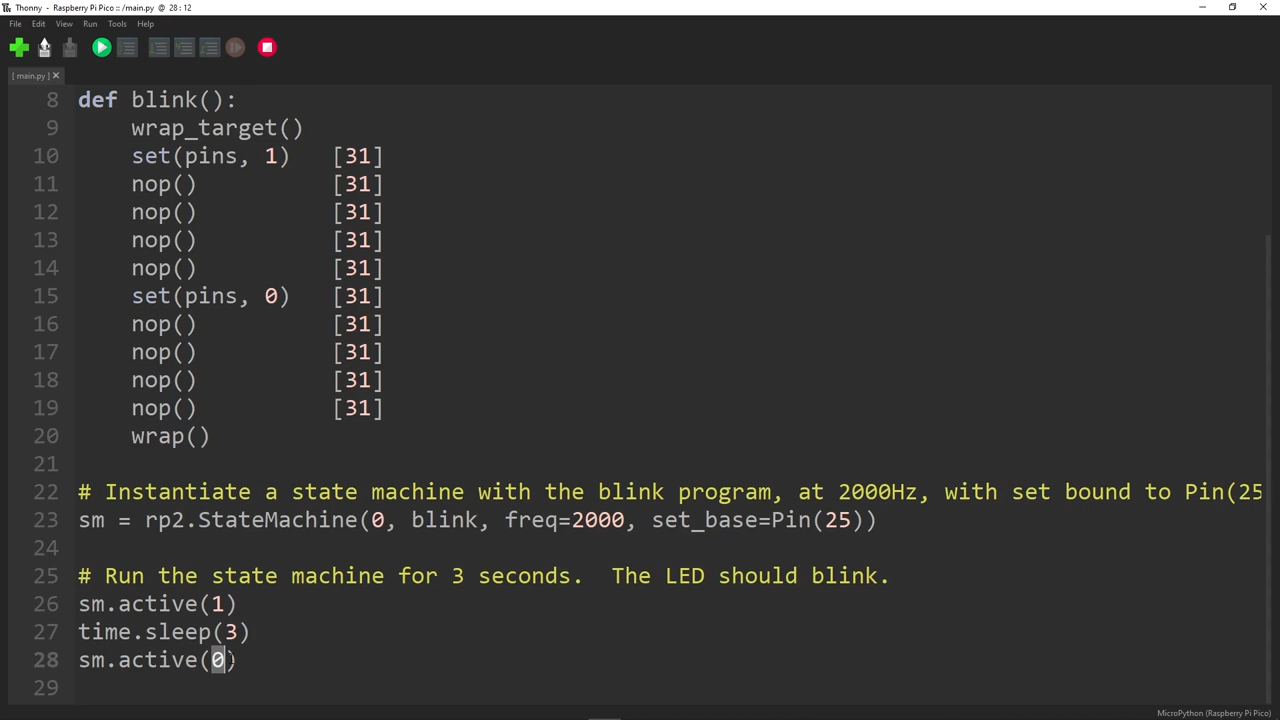 Thonny - Raspberry Pi Pico :: /main.py @ 28 : 12
File Edit View Run Tools Help
[ main.py ]
8 def blink():
9 wrap_target()
10 set(pins, 1) [31]
11 nop() [31]
12 nop() [31]
13 nop() [31]
14 nop() [31]
15 set(pins, 0) [31]
16 nop() [31]
17 nop() [31]
18 nop() [31]
19 nop() [31]
20 wrap()
21
22 # Instantiate a state machine with the blink program, at 2000Hz, with set bound to Pin(25
23 sm = rp2.StateMachine(0, blink, freq=2000, set_base=Pin(25))
24
25 # Run the state machine for 3 seconds.  The LED should blink.
26 sm.active(1)
27 time.sleep(3)
28 sm.active(0)
29
MicroPython (Raspberry Pi Pico)